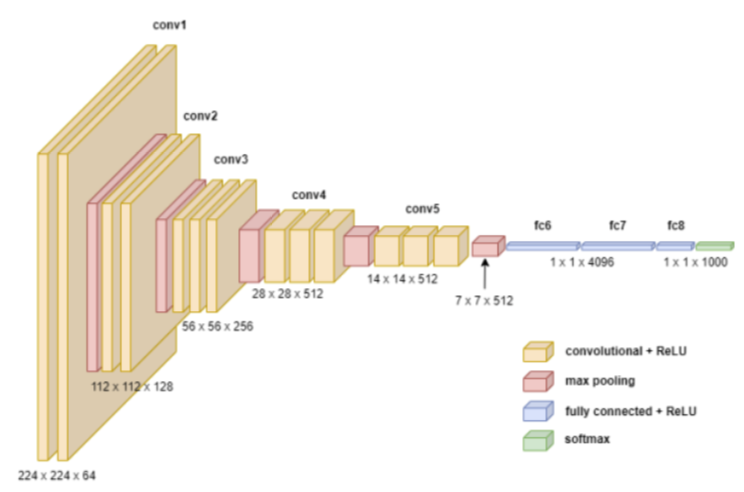 conv1
conv2
conv3
conv4
conv5
fc6
fc7
fc8
1 x 1 x 4096
1 x 1 x 1000
14 x 14 x 512
28 x 28 x 512
7 x 7 x 512
56 x 56 x 256
112 x 112 x 128
224 x 224 x 64
convolutional + ReLU
max pooling
fully connected + ReLU
softmax